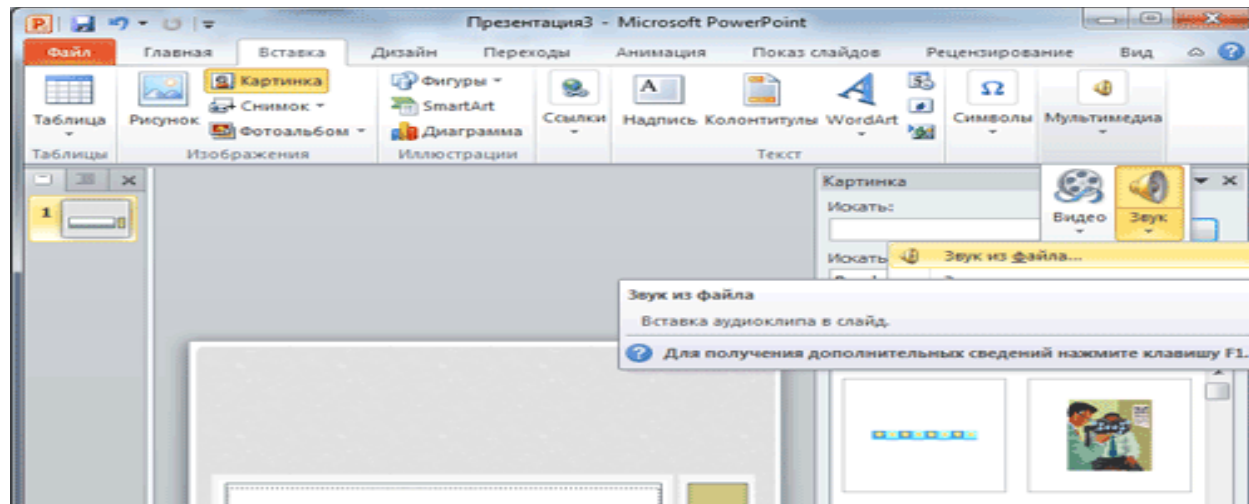 Презентация3 - Microsoft PowerPoint
Файл Главная Вставка Дизайн Переходы Анимация Показ слайдов Рецензирование Вид
Таблица
Рисунок
Картинка
Снимок
Фотоальбом
Фигуры
SmartArt
Диаграмма
Ссылки
A
Надпись
Колонтитулы
A
WordArt
Ω
Символы
Мультимедиа
Таблицы Изображения Иллюстрации Текст
1
Картинка
Искать:
Видео
Звук
Искать
Звук из файла...
Звук из файла
Вставка аудиоклипа в слайд.
Для получения дополнительных сведений нажмите клавишу F1.